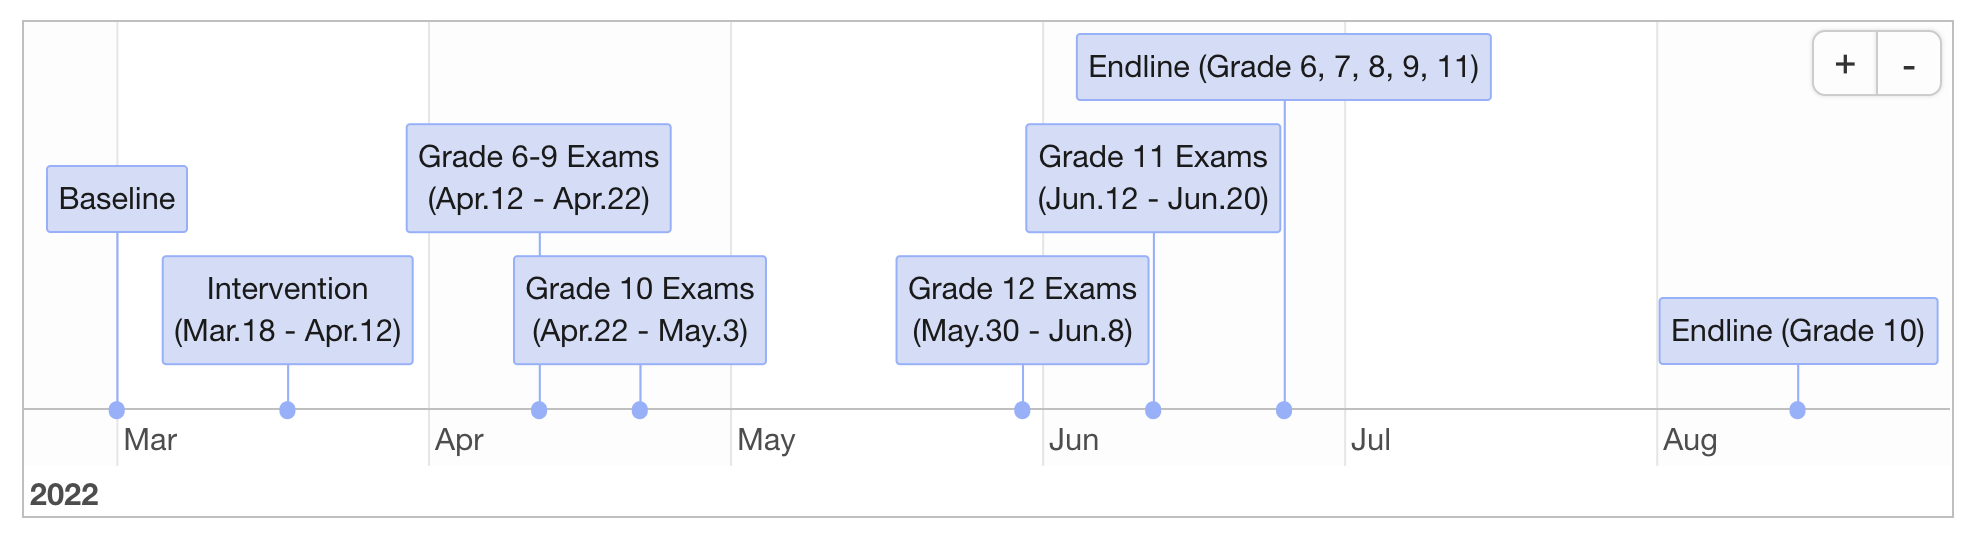 Endline (Grade 6, 7, 8, 9, 11)
+
-
Grade 6-9 Exams
(Apr.12 - Apr.22)
Grade 11 Exams
(Jun.12 - Jun.20)
Baseline
Intervention
(Mar.18 - Apr.12)
Grade 10 Exams
(Apr.22 - May.3)
Grade 12 Exams
(May.30 - Jun.8)
Endline (Grade 10)
Mar
Apr
May
Jun
Jul
Aug
2022